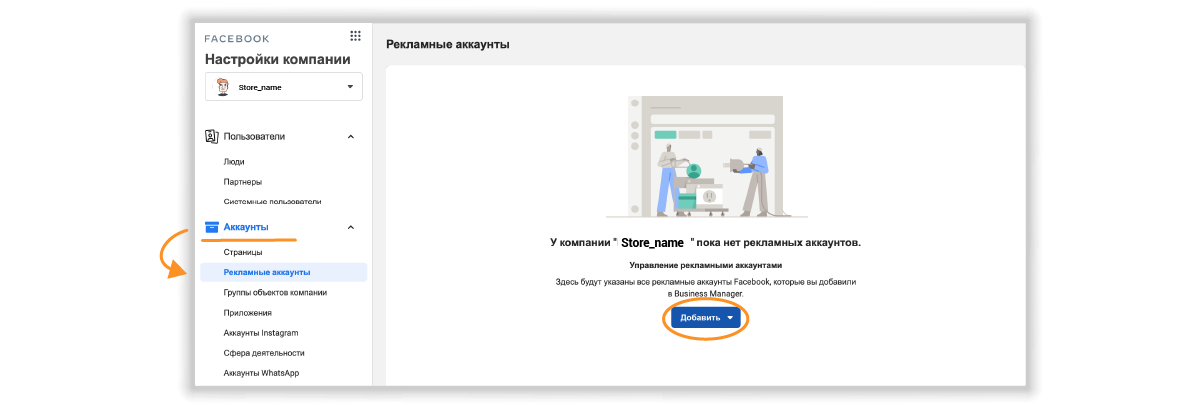 FACEBOOK
Настройки компании
Store_name
Пользователи
Люди
Партнеры
Системные пользователи
Аккаунты
Страницы
Рекламные аккаунты
Группы объектов компании
Приложения
Аккаунты Instagram
Сфера деятельности
Аккаунты WhatsApp
Рекламные аккаунты
У компании " Store_name " пока нет рекламных аккаунтов.
Управление рекламными аккаунтами
Здесь будут указаны все рекламные аккаунты Facebook, которые вы добавили
в Business Manager.
Добавить